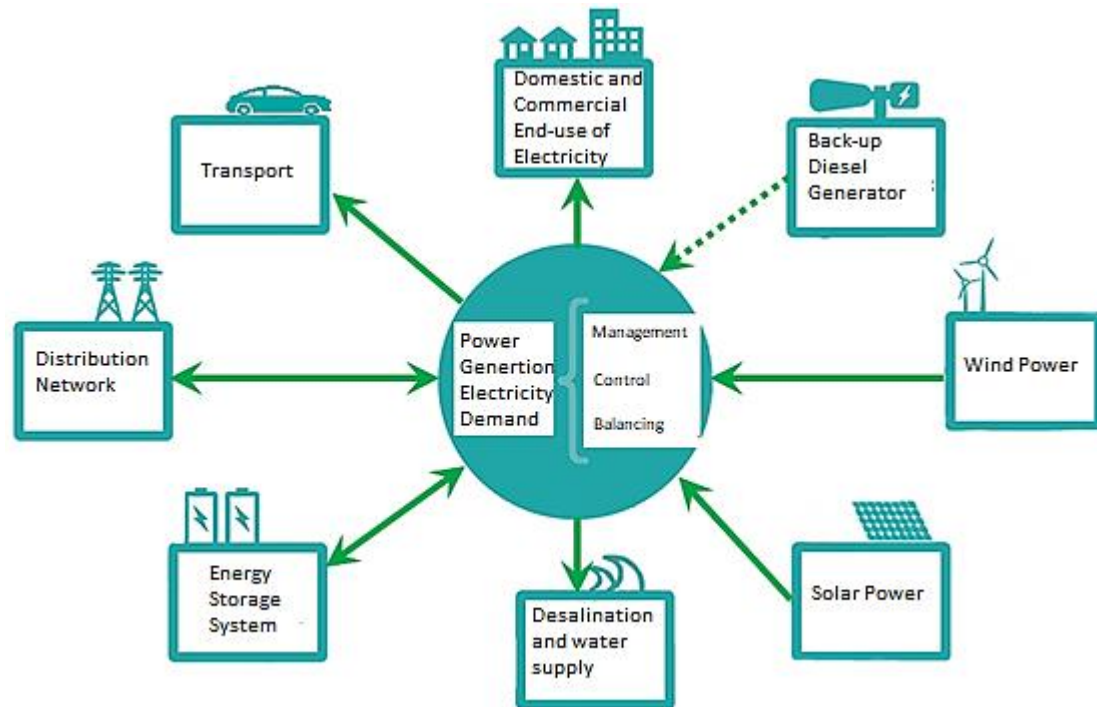 Domestic and
Commercial
End-use of
Electricity
Back-up
Diesel
Generator
Transport
Power
Genertion
Electricity
Demand
Management
Control
Balancing
Distribution
Network
Wind Power
Energy
Storage
System
Desalination
and water
supply
Solar Power